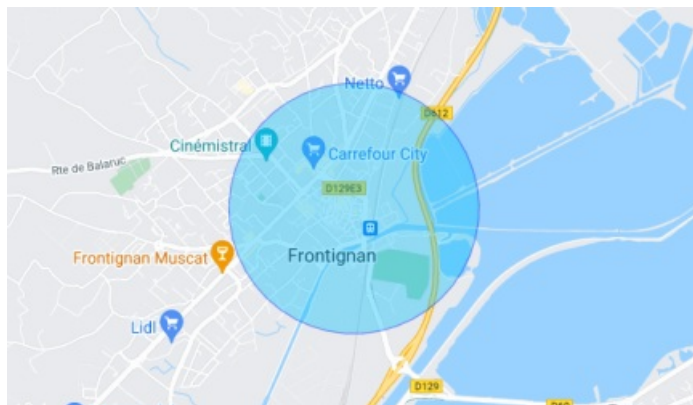 Netto
D612
Cinémistral
Carrefour City
Rte de Balaruc
D129E3
Frontignan Muscat
Frontignan
Lidl
D129